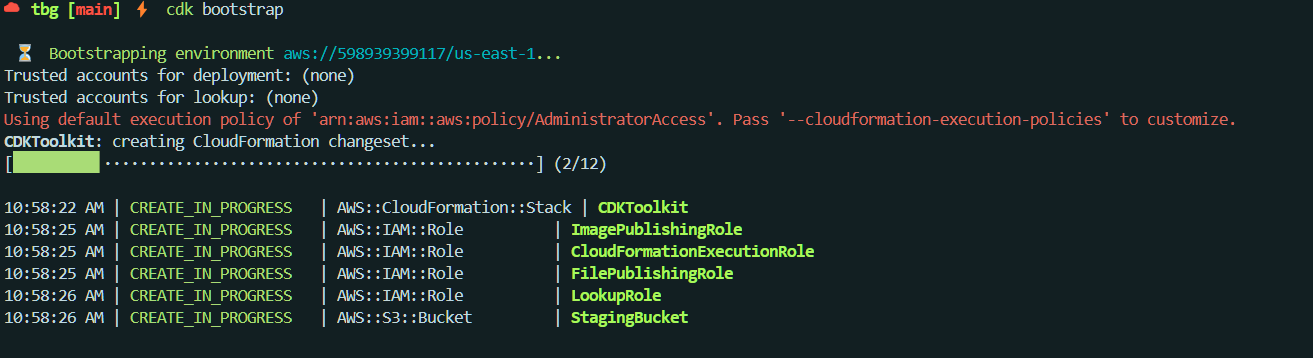 tbg [main] ⚡ cdk bootstrap
⏳ Bootstrapping environment aws://598939399117/us-east-1...
Trusted accounts for deployment: (none)
Trusted accounts for lookup: (none)
Using default execution policy of 'arn:aws:iam::aws:policy/AdministratorAccess'. Pass '--cloudformation-execution-policies' to customize.
CDKToolkit: creating CloudFormation changeset...
[█████████·················································] (2/12)
10:58:22 AM | CREATE_IN_PROGRESS | AWS::CloudFormation::Stack | CDKToolkit
10:58:25 AM | CREATE_IN_PROGRESS | AWS::IAM::Role | ImagePublishingRole
10:58:25 AM | CREATE_IN_PROGRESS | AWS::IAM::Role | CloudFormationExecutionRole
10:58:25 AM | CREATE_IN_PROGRESS | AWS::IAM::Role | FilePublishingRole
10:58:26 AM | CREATE_IN_PROGRESS | AWS::IAM::Role | LookupRole
10:58:26 AM | CREATE_IN_PROGRESS | AWS::S3::Bucket | StagingBucket